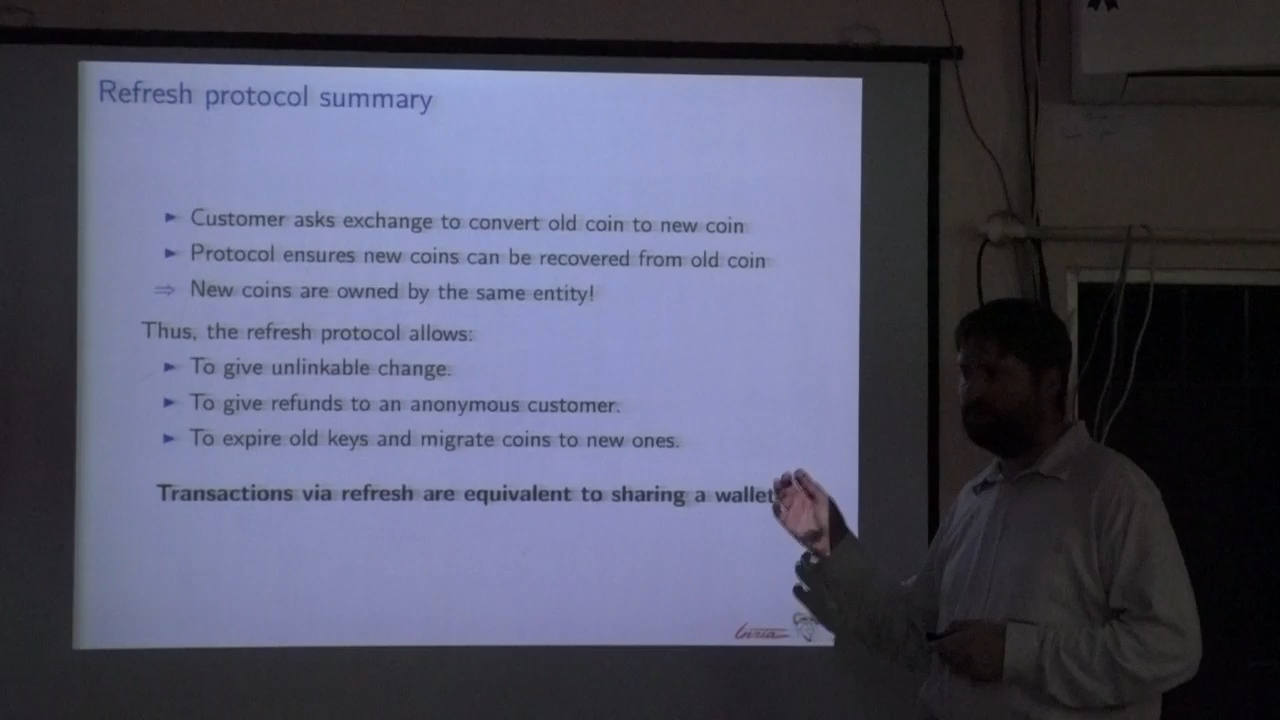 Refresh protocol summary
► Customer asks exchange to convert old coin to new coin
► Protocol ensures new coins can be recovered from old coin
⇒ New coins are owned by the same entity!
Thus, the refresh protocol allows:
► To give unlinkable change.
► To give refunds to an anonymous customer.
► To expire old keys and migrate coins to new ones.
Transactions via refresh are equivalent to sharing a wallet
Inria